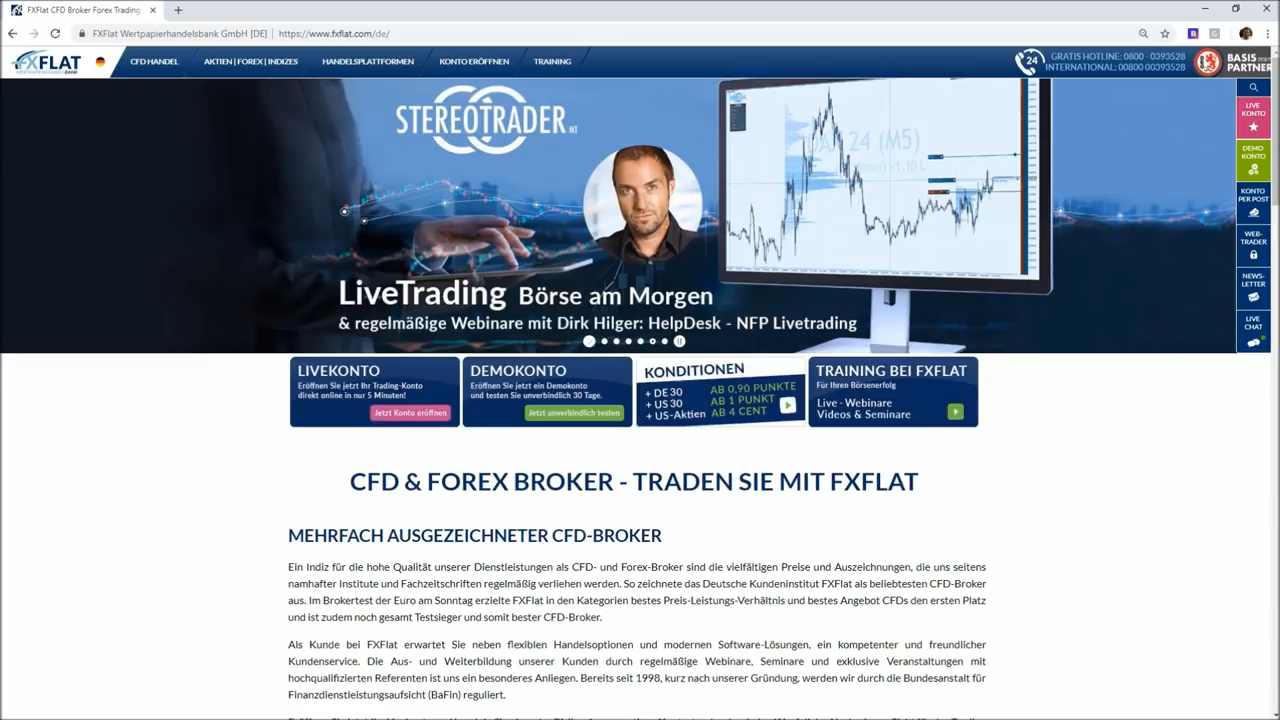 FXFlat CFD Broker Forex Trading
FXFlat Wertpapierhandelsbank GmbH [DE] | https://www.fxflat.com/de/
FXFLAT
WERTPAPIERHANDELSBANK
CFD HANDEL
AKTIEN | FOREX | INDIZES
HANDELSPLATTFORMEN
KONTO ERÖFFNEN
TRAINING
24
GRATIS HOTLINE: 0800 - 0393528
INTERNATIONAL: 00800 00393528
BASIS
PARTNER
STEREOTRADER MT
24 (M5)
LIVE
KONTO
DEMO
KONTO
KONTO
PER POST
WEB-
TRADER
NEWS-
LETTER
LIVE
CHAT
LiveTrading Börse am Morgen
& regelmäßige Webinare mit Dirk Hilger: HelpDesk - NFP Livetrading
LIVEKONTO
Eröffnen Sie jetzt Ihr Trading-Konto
direkt online in nur 5 Minuten!
Jetzt Konto eröffnen
DEMOKONTO
Eröffnen Sie jetzt ein Demokonto
und testen Sie unverbindlich 30 Tage.
Jetzt unverbindlich testen
KONDITIONEN
+ DE30 AB 0,90 PUNKTE
+ US30 AB 1 PUNKT
+ US-Aktien AB 4 CENT
TRAINING BEI FXFLAT
Für Ihren Börsenerfolg
Live - Webinare
Videos & Seminare
CFD & FOREX BROKER - TRADEN SIE MIT FXFLAT
MEHRFACH AUSGEZEICHNETER CFD-BROKER
Ein Indiz für die hohe Qualität unserer Dienstleistungen als CFD- und Forex-Broker sind die vielfältigen Preise und Auszeichnungen, die uns seitens
namhafter Institute und Fachzeitschriften regelmäßig verliehen werden. So zeichnete das Deutsche Kundeninstitut FXFlat als beliebtesten CFD-Broker
aus. Im Brokertest der Euro am Sonntag erzielte FXFlat in den Kategorien bestes Preis-Leistungs-Verhältnis und bestes Angebot CFDs den ersten Platz
und ist zudem noch gesamt Testsieger und somit bester CFD-Broker.
Als Kunde bei FXFlat erwartet Sie neben flexiblen Handelsoptionen und modernen Software-Lösungen, ein kompetenter und freundlicher
Kundenservice. Die Aus- und Weiterbildung unserer Kunden durch regelmäßige Webinare, Seminare und exklusive Veranstaltungen mit
hochqualifizierten Referenten ist uns ein besonderes Anliegen. Bereits seit 1998, kurz nach unserer Gründung, werden wir durch die Bundesanstalt für
Finanzdienstleistungsaufsicht (BaFin) reguliert.